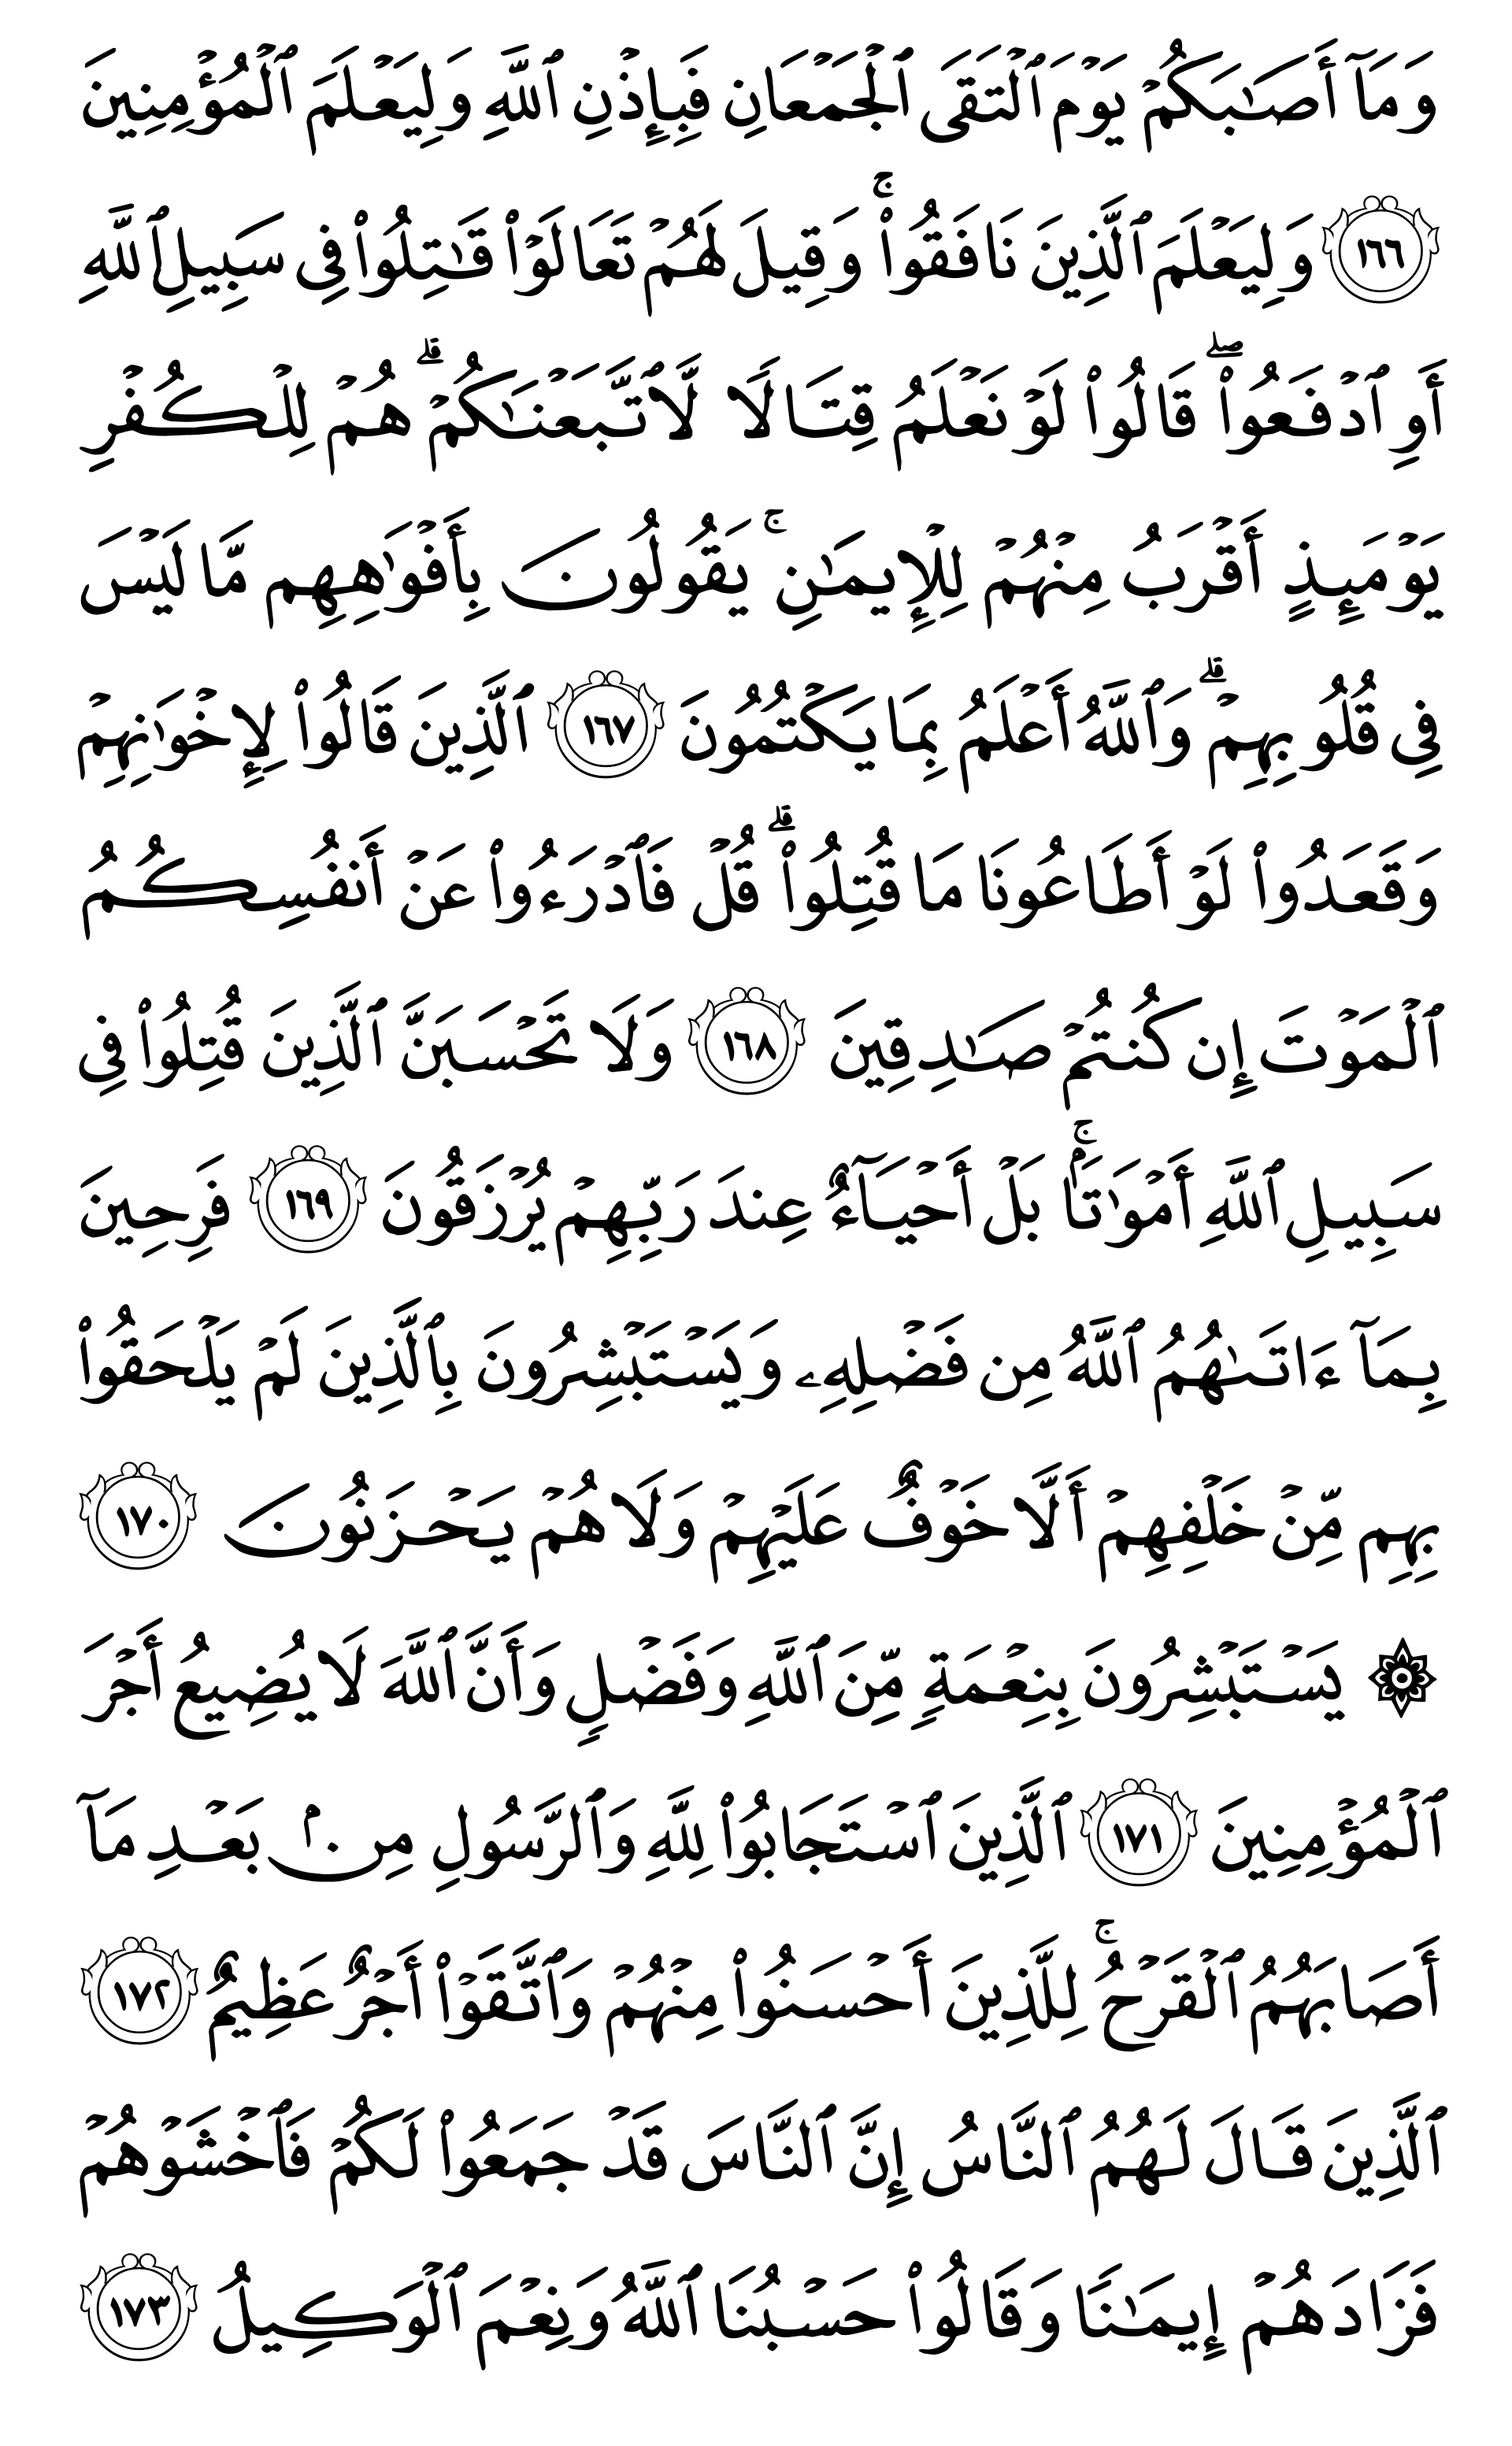 وَمَآ أَصَٰبَكُمۡ يَوۡمَ ٱلۡتَقَى ٱلۡجَمۡعَانِ فَبِإِذۡنِ ٱللَّهِ وَلِيَعۡلَمَ ٱلۡمُؤۡمِنِينَ
١٦٦ وَلِيَعۡلَمَ ٱلَّذِينَ نَافَقُواْۚ وَقِيلَ لَهُمۡ تَعَالَوۡاْ قَٰتِلُواْ فِي سَبِيلِ ٱللَّهِ
أَوِ ٱدۡفَعُواْۖ قَالُواْ لَوۡ نَعۡلَمُ قِتَالٗا لَّٱتَّبَعۡنَٰكُمۡۗ هُمۡ لِلۡكُفۡرِ
يَوۡمَئِذٍ أَقۡرَبُ مِنۡهُمۡ لِلۡإِيمَٰنِۚ يَقُولُونَ بِأَفۡوَٰهِهِم مَّا لَيۡسَ
فِي قُلُوبِهِمۡۚ وَٱللَّهُ أَعۡلَمُ بِمَا يَكۡتُمُونَ ١٦٧ ٱلَّذِينَ قَالُواْ لِإِخۡوَٰنِهِمۡ
وَقَعَدُواْ لَوۡ أَطَاعُونَا مَا قُتِلُواْۗ قُلۡ فَٱدۡرَءُواْ عَنۡ أَنفُسِكُمُ
ٱلۡمَوۡتَ إِن كُنتُمۡ صَٰدِقِينَ ١٦٨ وَلَا تَحۡسَبَنَّ ٱلَّذِينَ قُتِلُواْ فِي
سَبِيلِ ٱللَّهِ أَمۡوَٰتَۢاۚ بَلۡ أَحۡيَآءٌ عِندَ رَبِّهِمۡ يُرۡزَقُونَ ١٦٩ فَرِحِينَ
بِمَآ ءَاتَىٰهُمُ ٱللَّهُ مِن فَضۡلِهِۦ وَيَسۡتَبۡشِرُونَ بِٱلَّذِينَ لَمۡ يَلۡحَقُواْ
بِهِم مِّنۡ خَلۡفِهِمۡ أَلَّا خَوۡفٌ عَلَيۡهِمۡ وَلَا هُمۡ يَحۡزَنُونَ ١٧٠
۞ يَسۡتَبۡشِرُونَ بِنِعۡمَةٖ مِّنَ ٱللَّهِ وَفَضۡلٖ وَأَنَّ ٱللَّهَ لَا يُضِيعُ أَجۡرَ
ٱلۡمُؤۡمِنِينَ ١٧١ ٱلَّذِينَ ٱسۡتَجَابُواْ لِلَّهِ وَٱلرَّسُولِ مِنۢ بَعۡدِ مَآ
أَصَابَهُمُ ٱلۡقَرۡحُۚ لِلَّذِينَ أَحۡسَنُواْ مِنۡهُمۡ وَٱتَّقَوۡاْ أَجۡرٌ عَظِيمٌ ١٧٢
ٱلَّذِينَ قَالَ لَهُمُ ٱلنَّاسُ إِنَّ ٱلنَّاسَ قَدۡ جَمَعُواْ لَكُمۡ فَٱخۡشَوۡهُمۡ
فَزَادَهُمۡ إِيمَٰنٗا وَقَالُواْ حَسۡبُنَا ٱللَّهُ وَنِعۡمَ ٱلۡوَكِيلُ ١٧٣